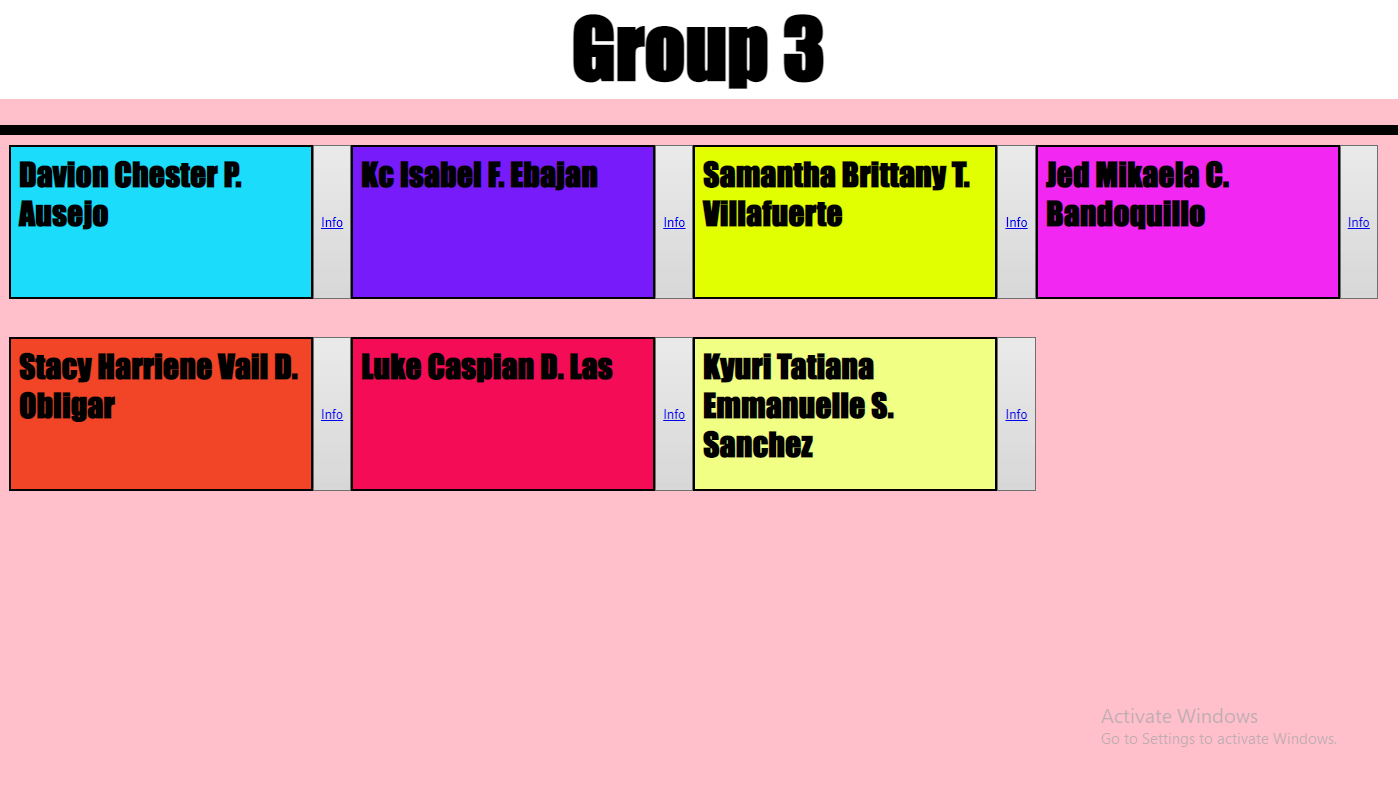 Group 3
Davion Chester P.
Ausejo
Info
Kc Isabel F. Ebajan
Info
Samantha Brittany T.
Villafuerte
Info
Jed Mikaela C.
Bandoquillo
Info
Stacy Harriene Vail D.
Obligar
Info
Luke Caspian D. Las
Info
Kyuri Tatiana
Emmanuelle S.
Sanchez
Info
Activate Windows
Go to Settings to activate Windows.